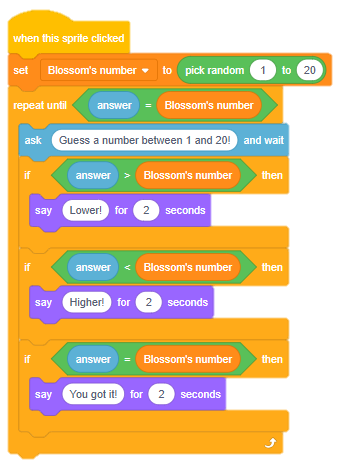 when this sprite clicked
set Blossom's number to pick random 1 to 20
repeat until answer = Blossom's number
ask Guess a number between 1 and 20! and wait
if answer > Blossom's number then
say Lower! for 2 seconds
if answer < Blossom's number then
say Higher! for 2 seconds
if answer = Blossom's number then
say You got it! for 2 seconds